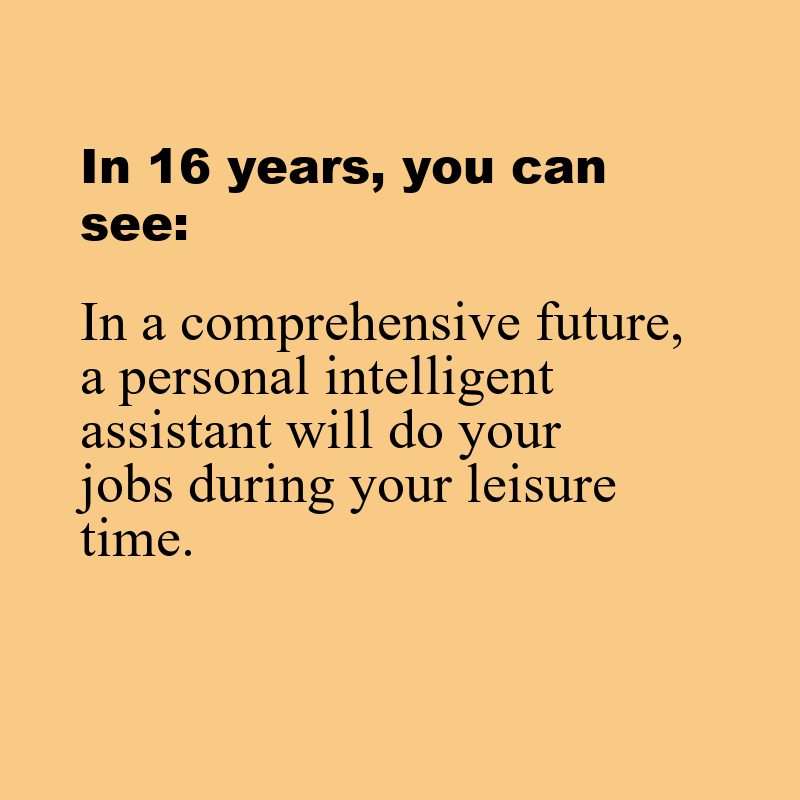 In 16 years, you can
see:
In a comprehensive future,
a personal intelligent
assistant will do your
jobs during your leisure
time.